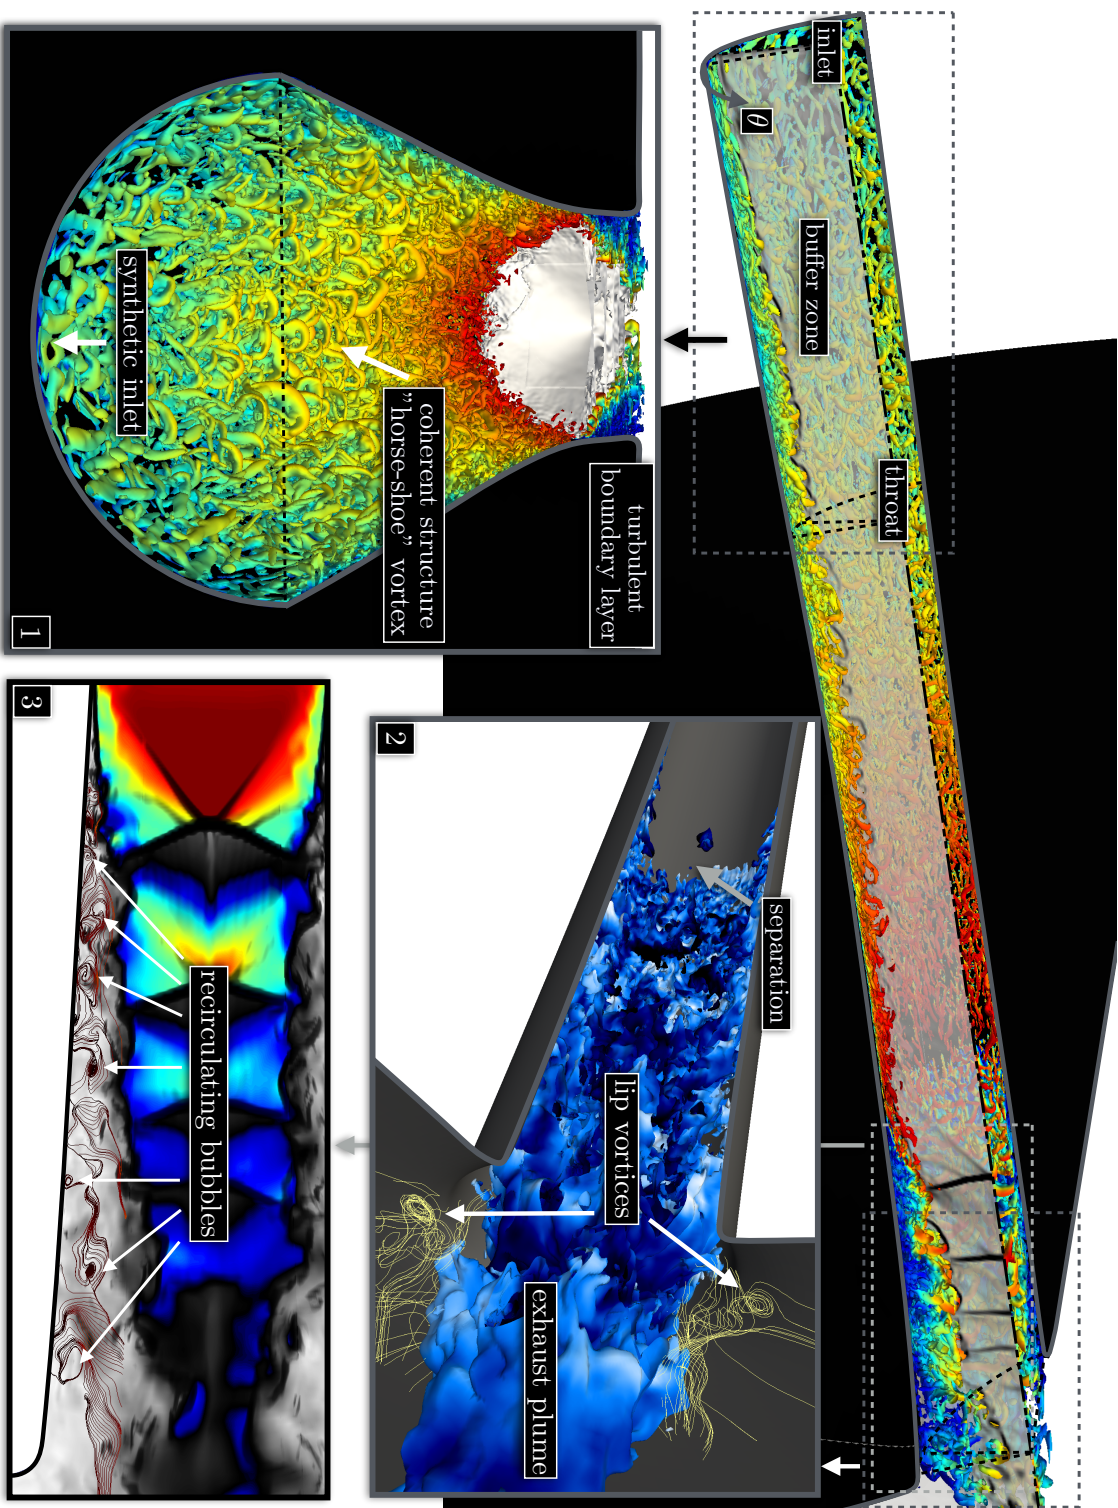 inlet
θ
buffer zone
throat
turbulent
boundary layer
coherent structure
"horse-shoe" vortex
synthetic inlet
1
separation
lip vortices
exhaust plume
2
recirculating bubbles
3